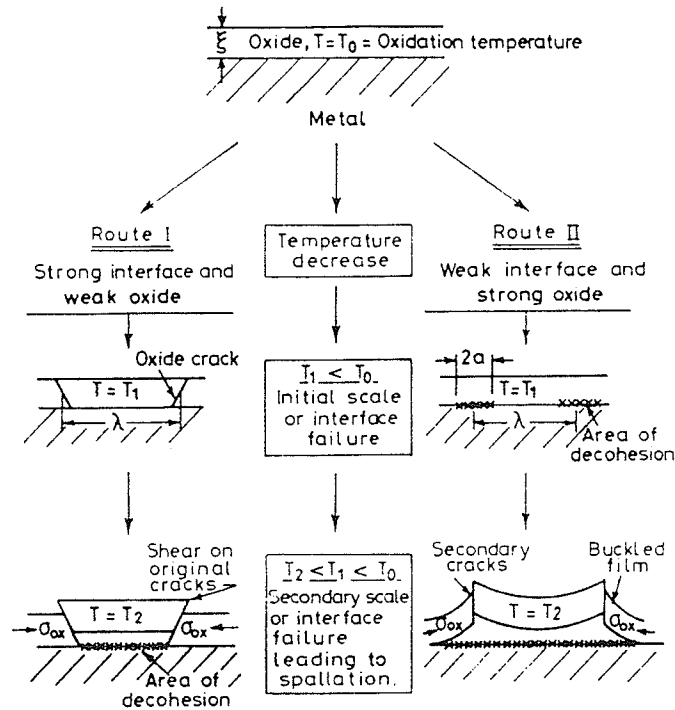 ξ Oxide, T=T₀= Oxidation temperature
Metal
Route I
Strong interface and
weak oxide
Temperature
decrease
Route II
Weak interface and
strong oxide
Oxide crack
T=T₁
λ
T₁ < T₀
Initial scale
or interface
failure
2a
T=T₁
λ
Area of
decohesion
Shear on
original
cracks
T=T₂
σox
σox
Area of
decohesion
T₂ < T₁ < T₀
Secondary scale
or interface
failure
leading to
spallation.
Secondary
cracks
Buckled
film
T=T₂
σox
σox